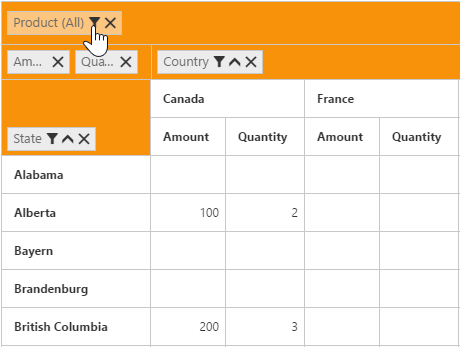 Product (All)
Am... Qua... Country
Canada France
State Amount Quantity Amount Quantity
Alabama
Alberta 100 2
Bayern
Brandenburg
British Columbia 200 3